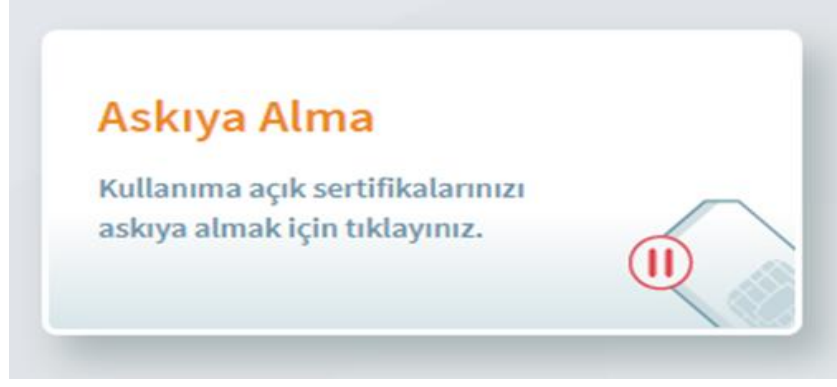 Askıya Alma
Kullanıma açık sertifikalarınızı
askıya almak için tıklayınız.